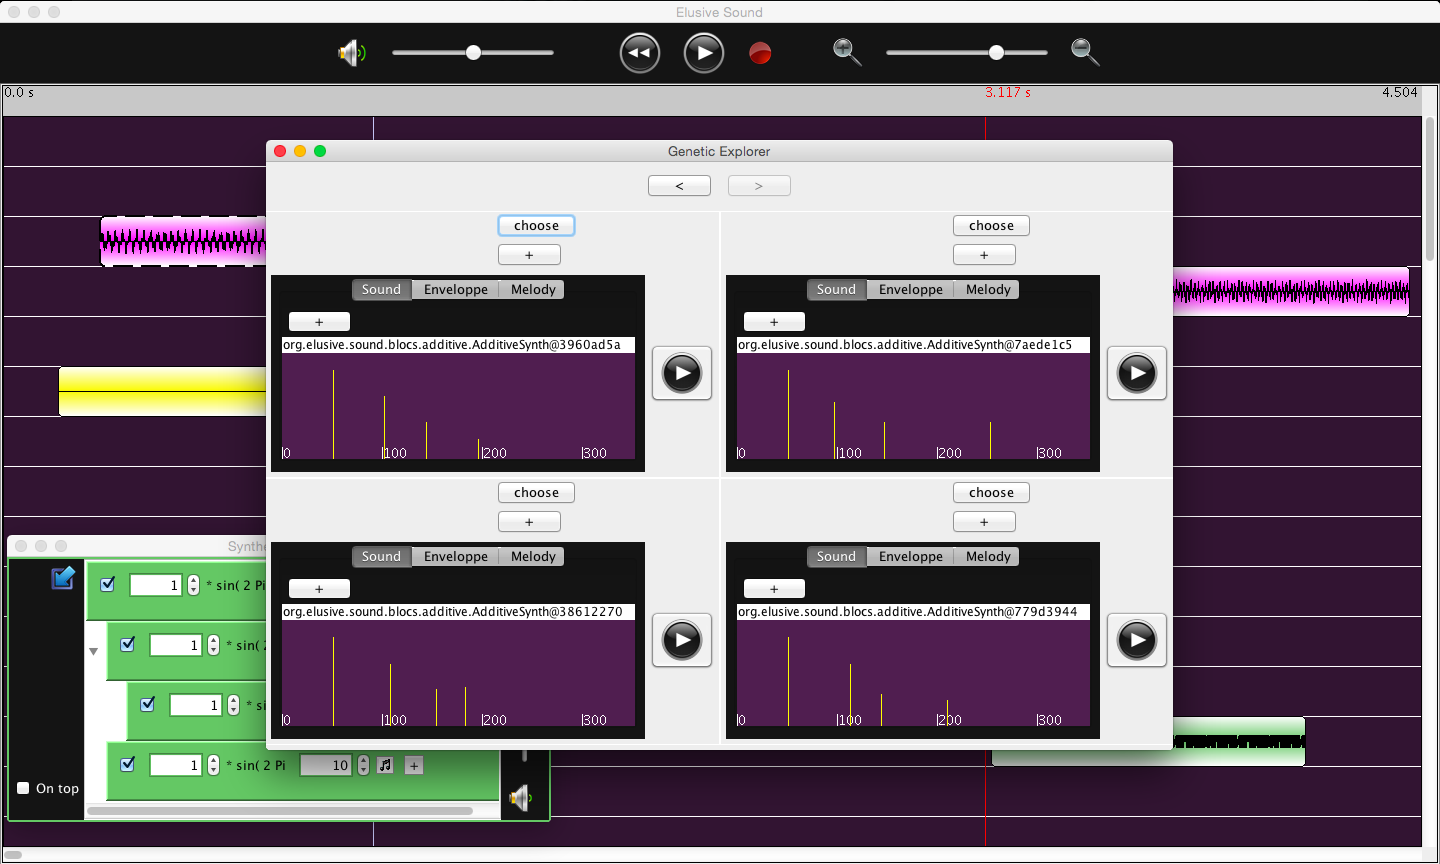 Elusive Sound
0.0 s
3.117 s
4.504
Genetic Explorer
< >
choose
+
Sound Enveloppe Melody
+
org.elusive.sound.blocs.additive.AdditiveSynth@3960ad5a
0 100 200 300
choose
+
Sound Enveloppe Melody
+
org.elusive.sound.blocs.additive.AdditiveSynth@7aede1c5
0 100 200 300
choose
+
Sound Enveloppe Melody
+
org.elusive.sound.blocs.additive.AdditiveSynth@38612270
0 100 200 300
choose
+
Sound Enveloppe Melody
+
org.elusive.sound.blocs.additive.AdditiveSynth@779d3944
0 100 200 300
Synthe
1 * sin( 2 Pi
1 * sin( 2
1 * si
1 * sin( 2 Pi 10 +
On top